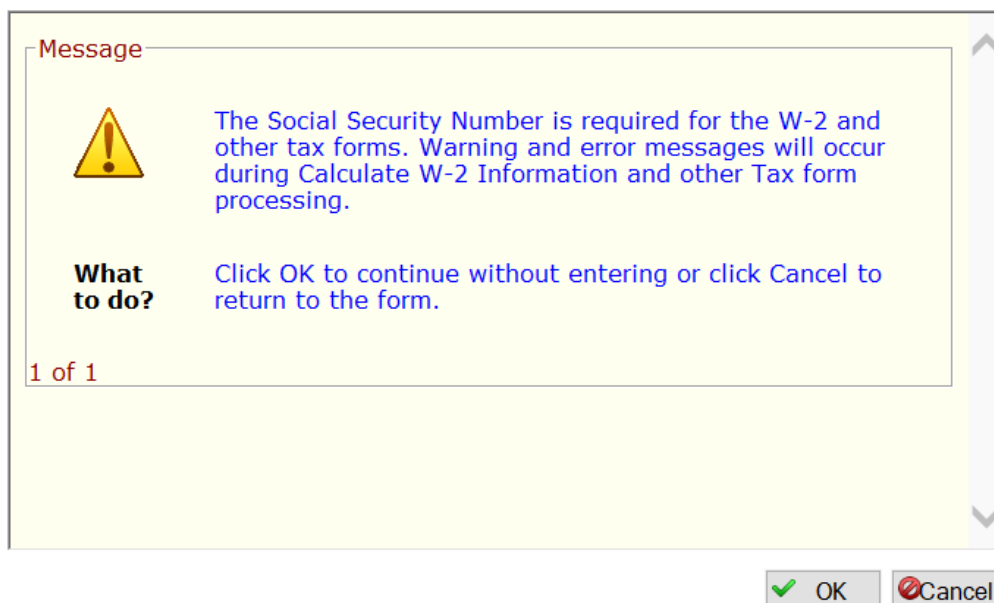 Message
The Social Security Number is required for the W-2 and
other tax forms. Warning and error messages will occur
during Calculate W-2 Information and other Tax form
processing.
What
to do?
Click OK to continue without entering or click Cancel to
return to the form.
1 of 1
OK
Cancel